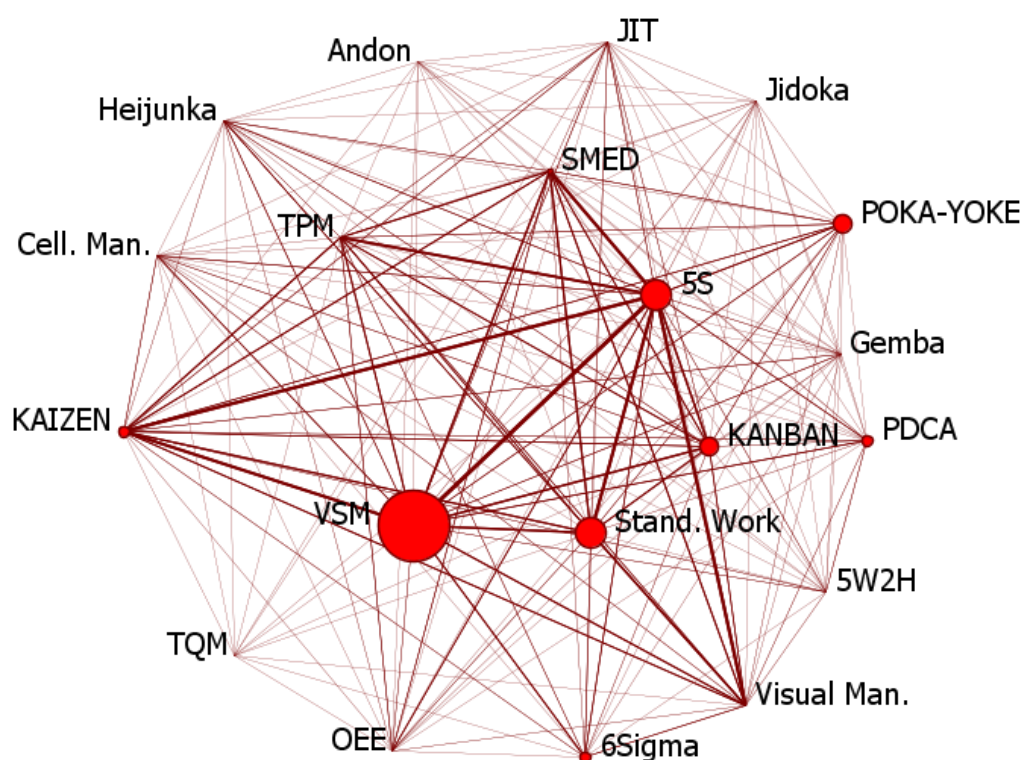 JIT
Andon
Jidoka
Heijunka
SMED
POKA-YOKE
TPM
Cell. Man.
5S
Gemba
KAIZEN
KANBAN
PDCA
VSM
Stand. Work
5W2H
TQM
Visual Man.
OEE
6Sigma